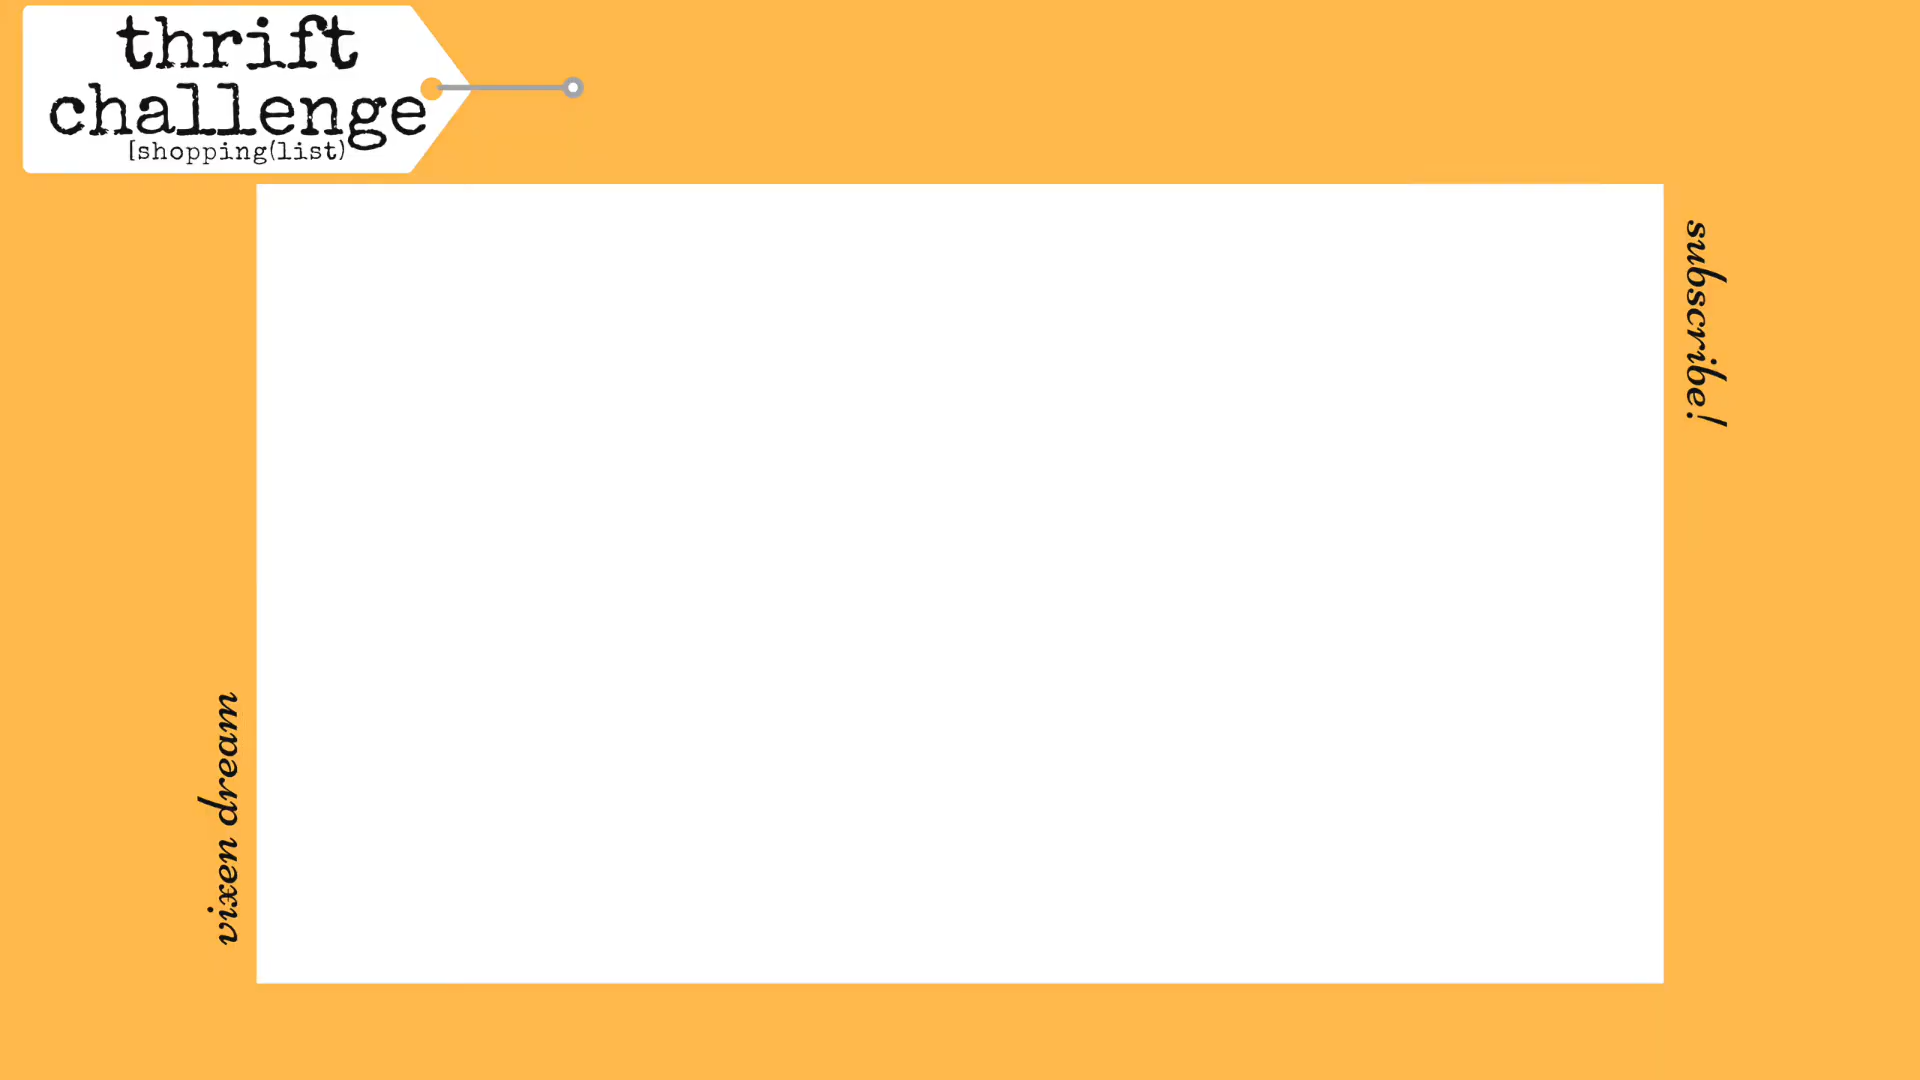 thrift
challenge
[shopping(list)
subscribe!
vixen dream